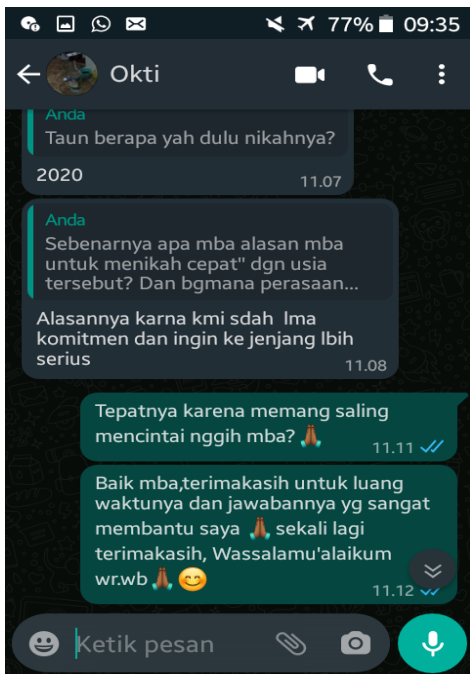 77% 09:35
Okti
Anda
Taun berapa yah dulu nikahnya?
2020
11.07
Anda
Sebenarnya apa mba alasan mba
untuk menikah cepat" dgn usia
tersebut? Dan bgmana perasaan...
Alasannya karna kmi sdah lma
komitmen dan ingin ke jenjang lbih
serius
11.08
Tepatnya karena memang saling
mencintai nggih mba? 🙏🏾
11.11
Baik mba,terimakasih untuk luang
waktunya dan jawabannya yg sangat
membantu saya 🙏🏾 sekali lagi
terimakasih, Wassalamu'alaikum
wr.wb 🙏🏾 😊
11.12
Ketik pesan